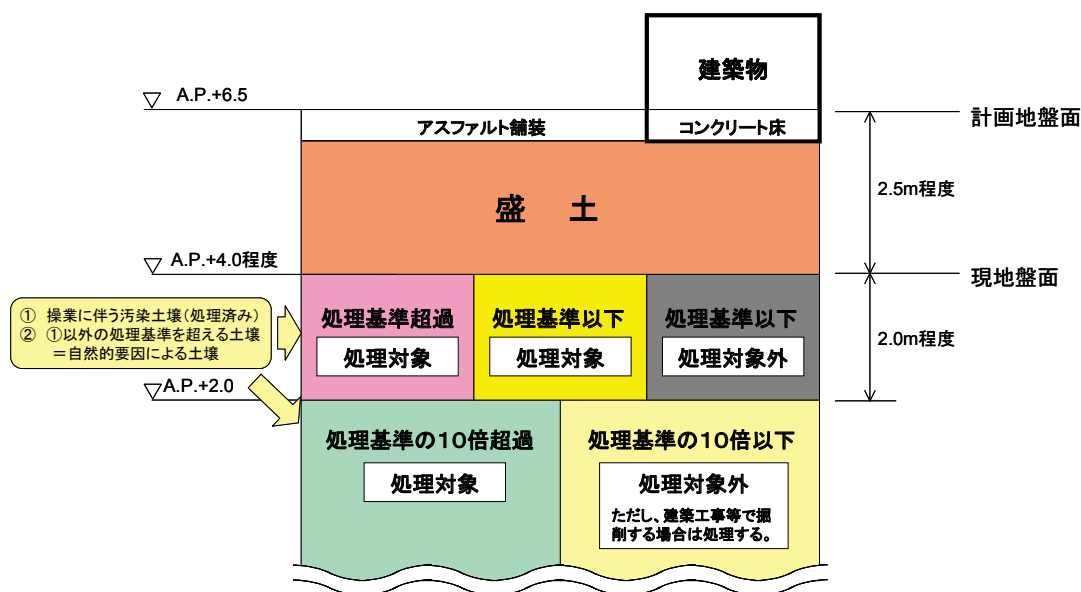 建築物
A.P.+6.5
アスファルト舗装
コンクリート床
計画地盤面
2.5m程度
盛 土
A.P.+4.0程度
現地盤面
① 操業に伴う汚染土壌(処理済み)
② ①以外の処理基準を超える土壌
=自然的要因による土壌
処理基準超過
処理対象
処理基準以下
処理対象
処理基準以下
処理対象外
2.0m程度
A.P.+2.0
処理基準の10倍超過
処理対象
処理基準の10倍以下
処理対象外
ただし、建築工事等で掘
削する場合は処理する。